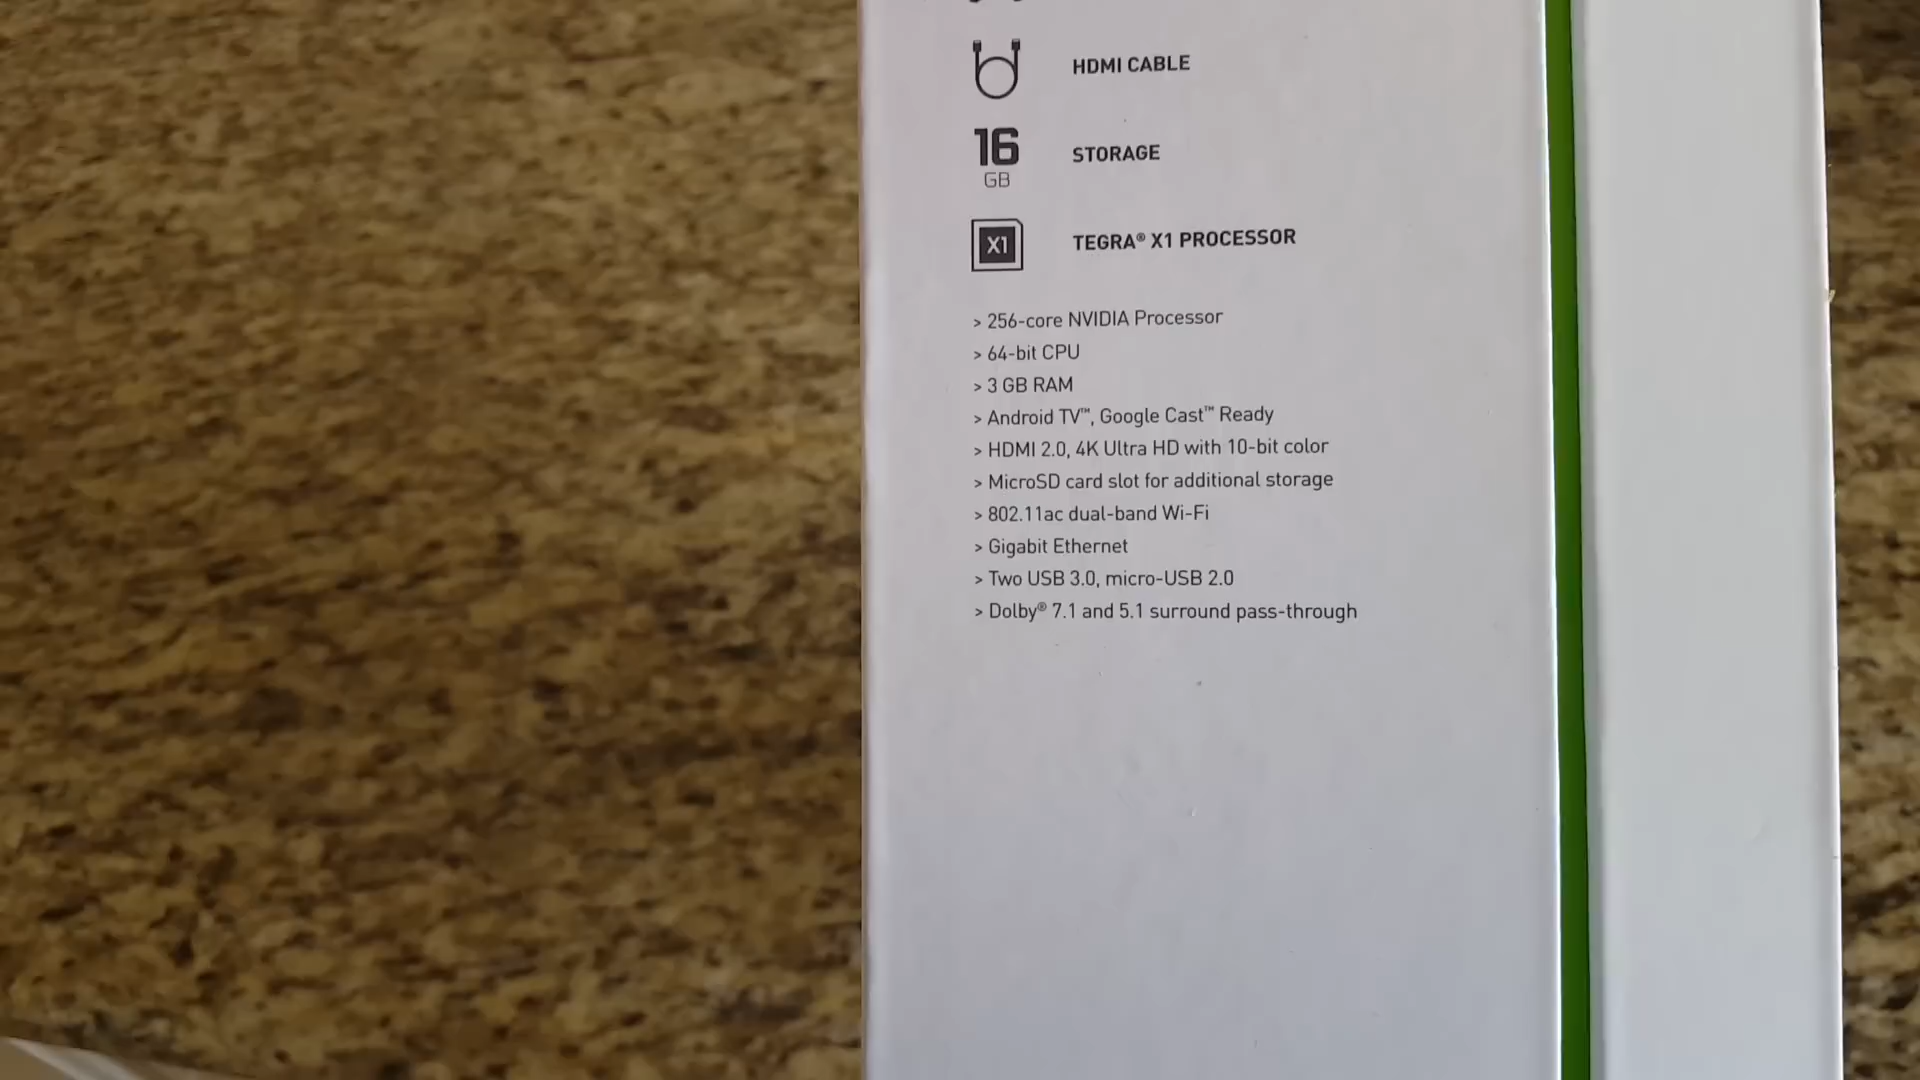 HDMI CABLE
16
GB
STORAGE
X1
TEGRA® X1 PROCESSOR
> 256-core NVIDIA Processor
> 64-bit CPU
> 3 GB RAM
> Android TV™, Google Cast™ Ready
> HDMI 2.0, 4K Ultra HD with 10-bit color
> MicroSD card slot for additional storage
> 802.11ac dual-band Wi-Fi
> Gigabit Ethernet
> Two USB 3.0, micro-USB 2.0
> Dolby® 7.1 and 5.1 surround pass-through